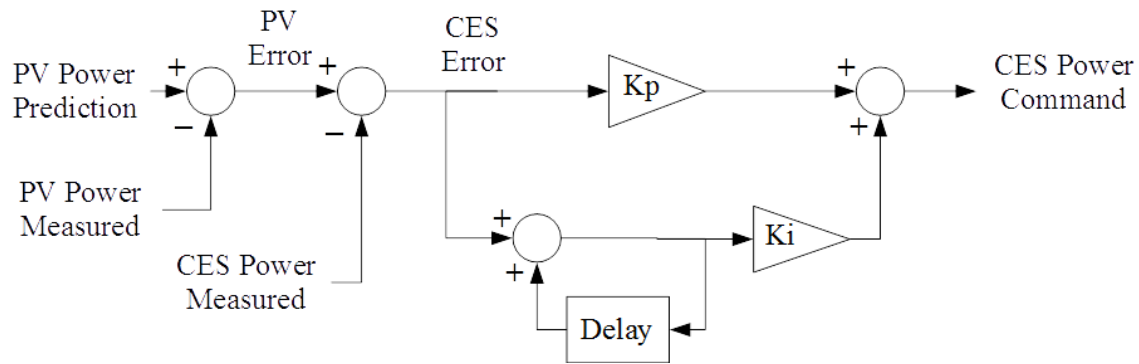 PV
Error
CES
Error
PV Power
Prediction
+
+
Kp
+
CES Power
Command
−
−
+
PV Power
Measured
+
Ki
+
CES Power
Measured
Delay